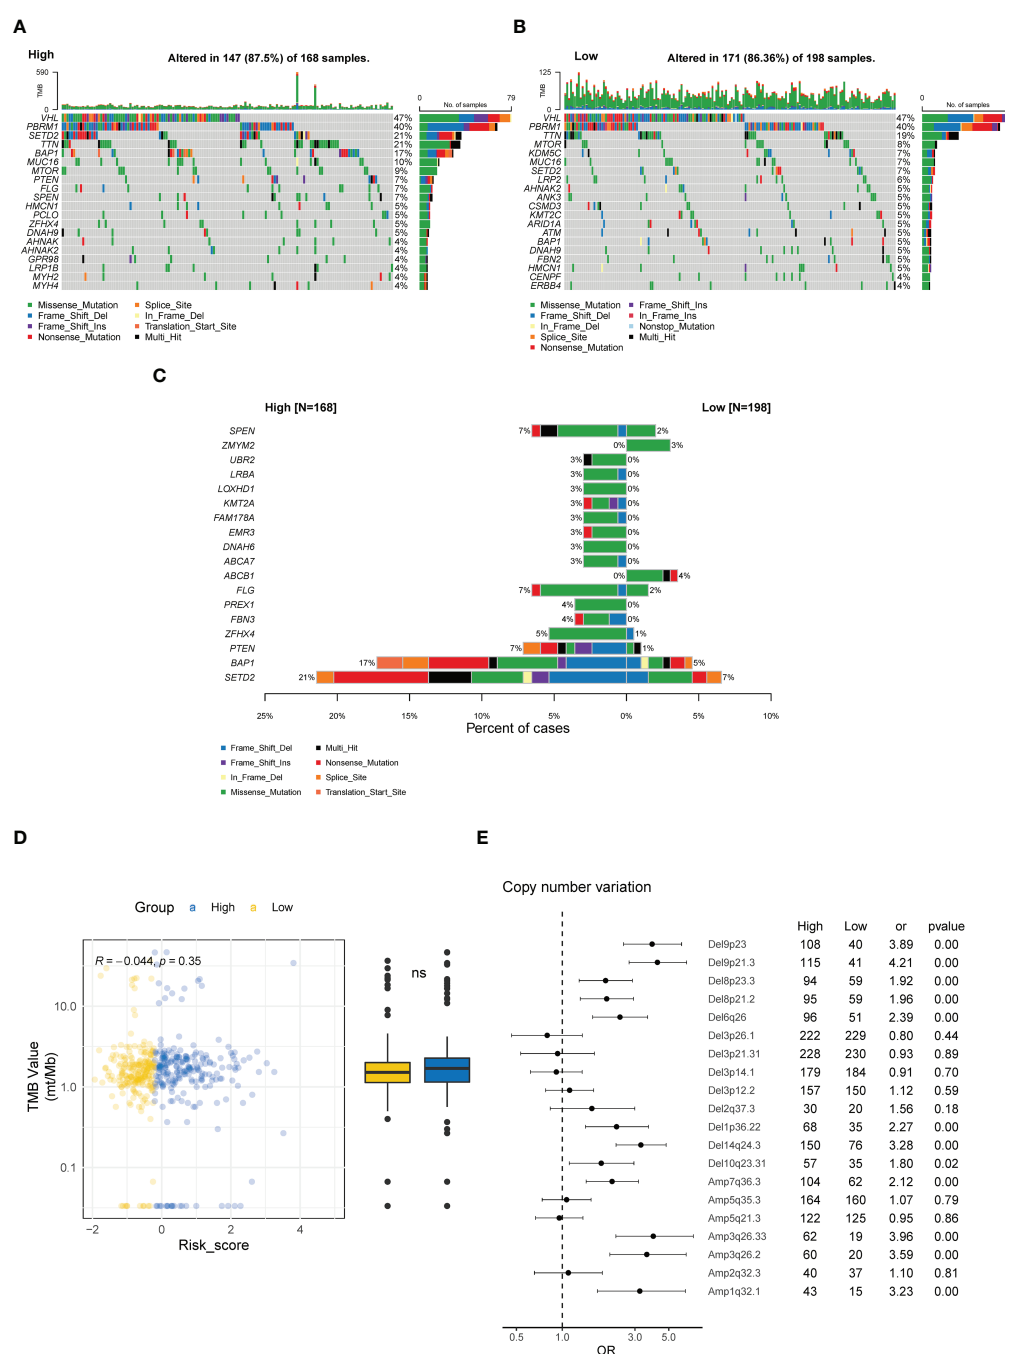 A
High
Altered in 147 (87.5%) of 168 samples.
590
TMB
0
0
79
No. of samples
VHL 47%
PBRM1 40%
SETD2 21%
TTN 21%
BAP1 17%
MUC16 10%
MTOR 9%
PTEN 7%
FLG 7%
SPEN 7%
HMCN1 5%
PCLO 5%
ZFHX4 5%
DNAH9 5%
AHNAK 4%
AHNAK2 4%
GPR98 4%
LRP1B 4%
MYH2 4%
MYH4 4%
Missense_Mutation Splice_Site
Frame_Shift_Del In_Frame_Del
Frame_Shift_Ins Translation_Start_Site
Nonsense_Mutation Multi_Hit
B
Low
Altered in 171 (86.36%) of 198 samples.
125
TMB
0
0
No. of samples
VHL 47%
PBRM1 40%
TTN 19%
MTOR 8%
KDM5C 7%
MUC16 7%
SETD2 7%
LRP2 6%
AHNAK2 5%
ANK3 5%
CSMD3 5%
KMT2C 5%
ARID1A 5%
ATM 5%
BAP1 5%
DNAH9 5%
FBN2 5%
HMCN1 5%
CENPF 4%
ERBB4 4%
Missense_Mutation Frame_Shift_Ins
Frame_Shift_Del In_Frame_Ins
In_Frame_Del Nonstop_Mutation
Splice_Site Multi_Hit
Nonsense_Mutation
C
High [N=168] Low [N=198]
SPEN 7% 2%
ZMYM2 0% 3%
UBR2 3% 0%
LRBA 3% 0%
LOXHD1 3% 0%
KMT2A 3% 0%
FAM178A 3% 0%
EMR3 3% 0%
DNAH6 3% 0%
ABCA7 3% 0%
ABCB1 0% 4%
FLG 7% 2%
PREX1 4% 0%
FBN3 4% 0%
ZFHX4 5% 1%
PTEN 7% 1%
BAP1 17% 5%
SETD2 21% 7%
25% 20% 15% 10% 5% 0% 5% 10%
Percent of cases
Frame_Shift_Del Multi_Hit
Frame_Shift_Ins Nonsense_Mutation
In_Frame_Del Splice_Site
Missense_Mutation Translation_Start_Site
D
Group a High a Low
R = −0.044, p = 0.35
ns
10.0
1.0
0.1
TMB Value
(mt/Mb)
−2 0 2 4
Risk_score
E
Copy number variation
High Low or pvalue
Del9p23 108 40 3.89 0.00
Del9p21.3 115 41 4.21 0.00
Del8p23.3 94 59 1.92 0.00
Del8p21.2 95 59 1.96 0.00
Del6q26 96 51 2.39 0.00
Del3p26.1 222 229 0.80 0.44
Del3p21.31 228 230 0.93 0.89
Del3p14.1 179 184 0.91 0.70
Del3p12.2 157 150 1.12 0.59
Del2q37.3 30 20 1.56 0.18
Del1p36.22 68 35 2.27 0.00
Del14q24.3 150 76 3.28 0.00
Del10q23.31 57 35 1.80 0.02
Amp7q36.3 104 62 2.12 0.00
Amp5q35.3 164 160 1.07 0.79
Amp5q21.3 122 125 0.95 0.86
Amp3q26.33 62 19 3.96 0.00
Amp3q26.2 60 20 3.59 0.00
Amp2q32.3 40 37 1.10 0.81
Amp1q32.1 43 15 3.23 0.00
0.5 1.0 3.0 5.0
OR